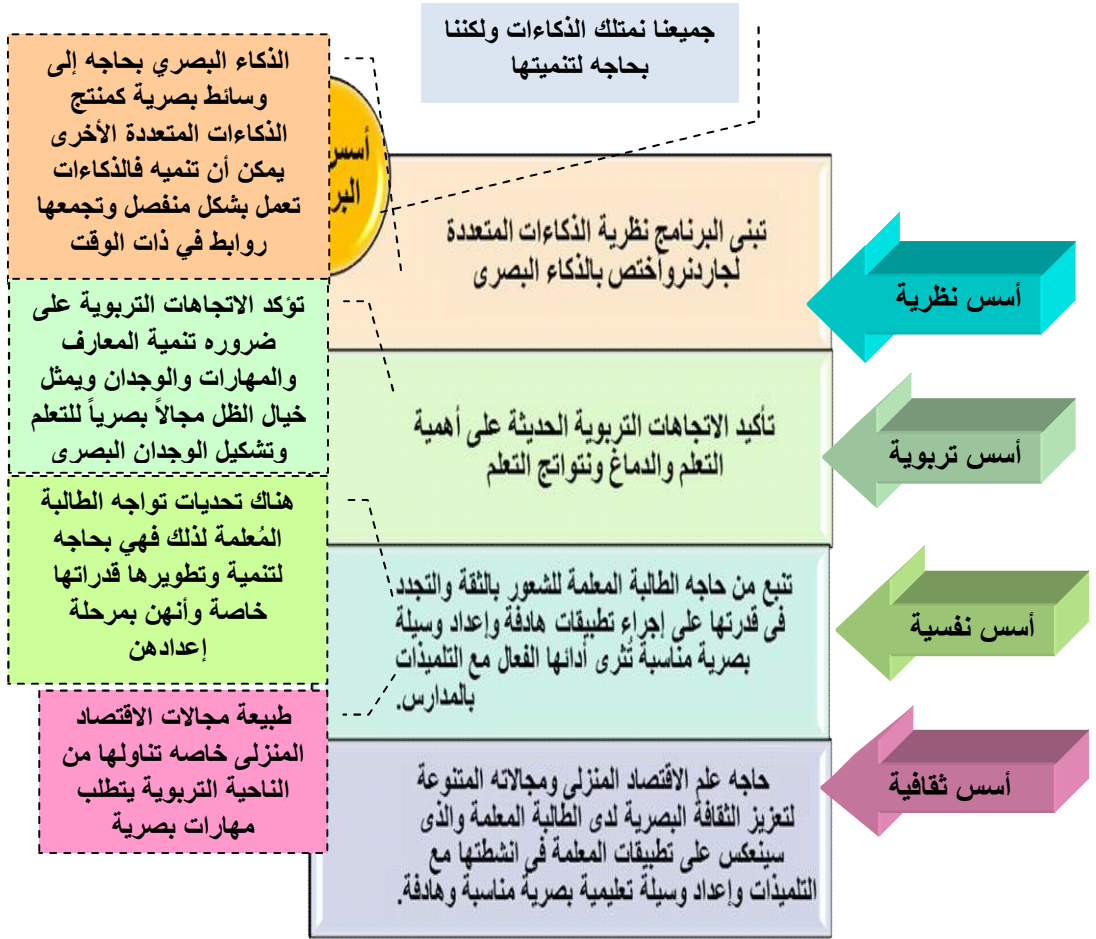 جميعنا نمتلك الذكاءات ولكننا
بحاجه لتنميتها
الذكاء البصري بحاجه إلى
وسائط بصرية كمنتج
الذكاءات المتعددة الأخرى
يمكن أن تنميه فالذكاءات
تعمل بشكل منفصل وتجمعها
روابط في ذات الوقت
أسس
البر
تبنى البرنامج نظرية الذكاءات المتعددة
لجاردنرواختص بالذكاء البصرى
أسس نظرية
تؤكد الاتجاهات التربوية على
ضروره تنمية المعارف
والمهارات والوجدان ويمثل
خيال الظل مجالاً بصرياً للتعلم
وتشكيل الوجدان البصرى
تأكيد الاتجاهات التربوية الحديثة على أهمية
التعلم والدماغ ونتواتج التعلم
أسس تربوية
هناك تحديات تواجه الطالبة
المُعلمة لذلك فهي بحاجه
لتنمية وتطويرها قدراتها
خاصة وأنهن بمرحلة
إعدادهن
تنبع من حاجه الطالبة المعلمة للشعور بالثقة والتجدد
فى قدرتها على إجراء تطبيقات هادفة وإعداد وسيلة
بصرية مناسبة تُثرى أدائها الفعال مع التلميذات
بالمدارس.
أسس نفسية
طبيعة مجالات الاقتصاد
المنزلى خاصه تناولها من
الناحية التربوية يتطلب
مهارات بصرية
حاجه علم الاقتصاد المنزلى ومجالاته المتنوعة
لتعزيز الثقافة البصرية لدى الطالبة المعلمة والذى
سينعكس على تطبيقات المعلمة فى انشطتها مع
التلميذات وإعداد وسيلة تعليمية بصرية مناسبة وهادفة.
أسس ثقافية